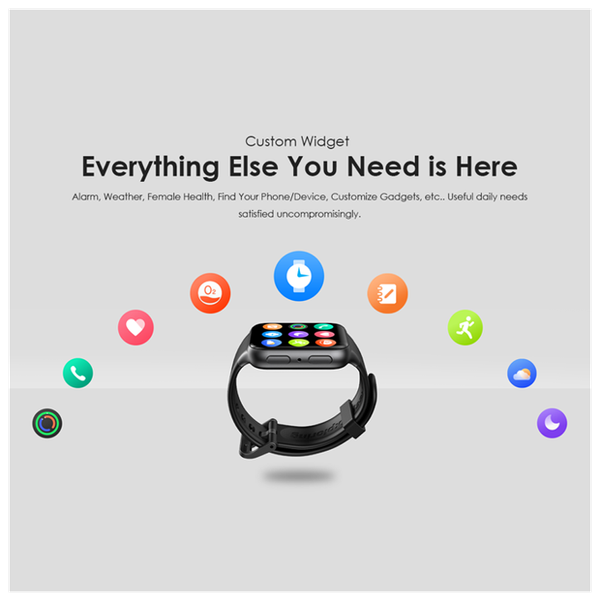 Custom Widget
Everything Else You Need is Here
Alarm, Weather, Female Health, Find Your Phone/Device, Customize Gadgets, etc.. Useful daily needs
satisfied uncompromisingly.
O₂